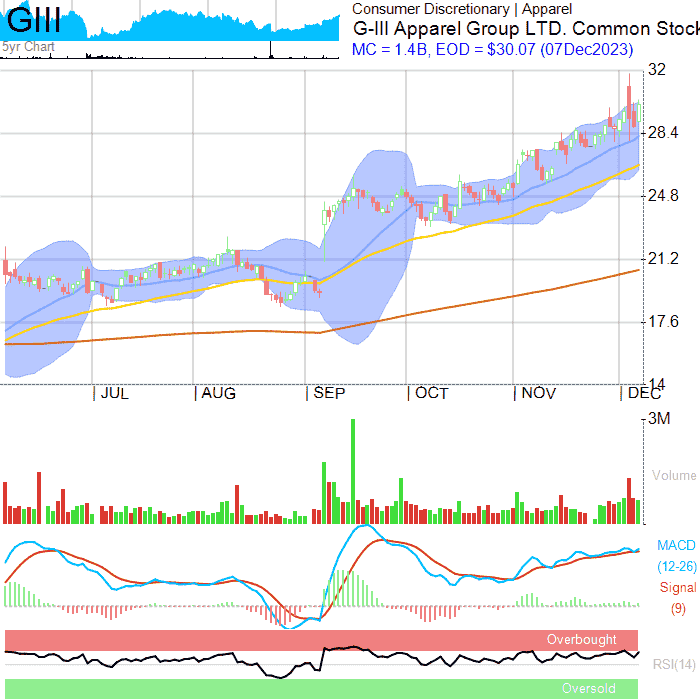 GIII
5yr Chart
Consumer Discretionary | Apparel
G-III Apparel Group LTD. Common Stock
MC = 1.4B, EOD = $30.07 (07Dec2023)
32
28.4
24.8
21.2
17.6
14
JUL AUG SEP OCT NOV DEC
3M
Volume
MACD
(12-26)
Signal
(9)
Overbought
RSI(14)
Oversold